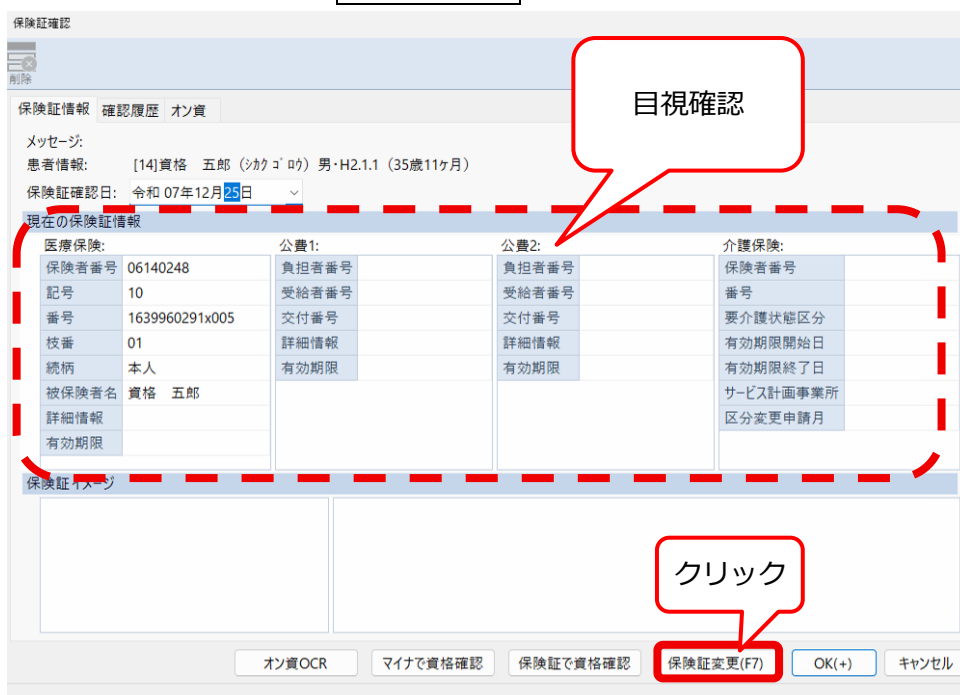 保険証確認
削除
目視確認
保険証情報 確認履歴 オン資
メッセージ:
患者情報: [14]資格 五郎 (シカク ゴロウ) 男・H2.1.1 (35歳11ヶ月)
保険証確認日: 令和 07年12月25日
現在の保険証情報
医療保険: 公費1: 公費2: 介護保険:
保険者番号 06140248 負担者番号 負担者番号 保険者番号
記号 10 受給者番号 受給者番号 番号
番号 1639960291x005 交付番号 交付番号 要介護状態区分
枝番 01 詳細情報 詳細情報 有効期限開始日
続柄 本人 有効期限 有効期限 有効期限終了日
被保険者名 資格 五郎 サービス計画事業所
詳細情報 区分変更申請月
有効期限
保険証イメージ
クリック
オン資OCR マイナで資格確認 保険証で資格確認 保険証変更(F7) OK(+) キャンセル